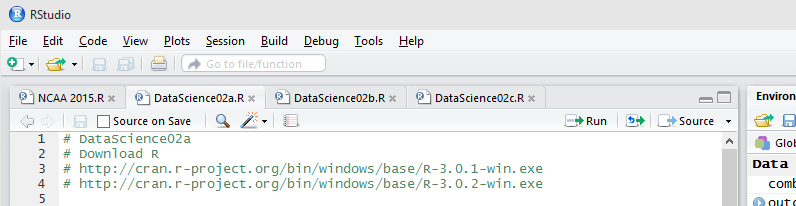 RStudio
File Edit Code View Plots Session Build Debug Tools Help
Go to file/function
NCAA 2015.R DataScience02a.R DataScience02b.R DataScience02c.R
Environ
Source on Save Run Source
Glob
1 # DataScience02a
2 # Download R
3 # http://cran.r-project.org/bin/windows/base/R-3.0.1-win.exe
4 # http://cran.r-project.org/bin/windows/base/R-3.0.2-win.exe
5
Data
comb
outc